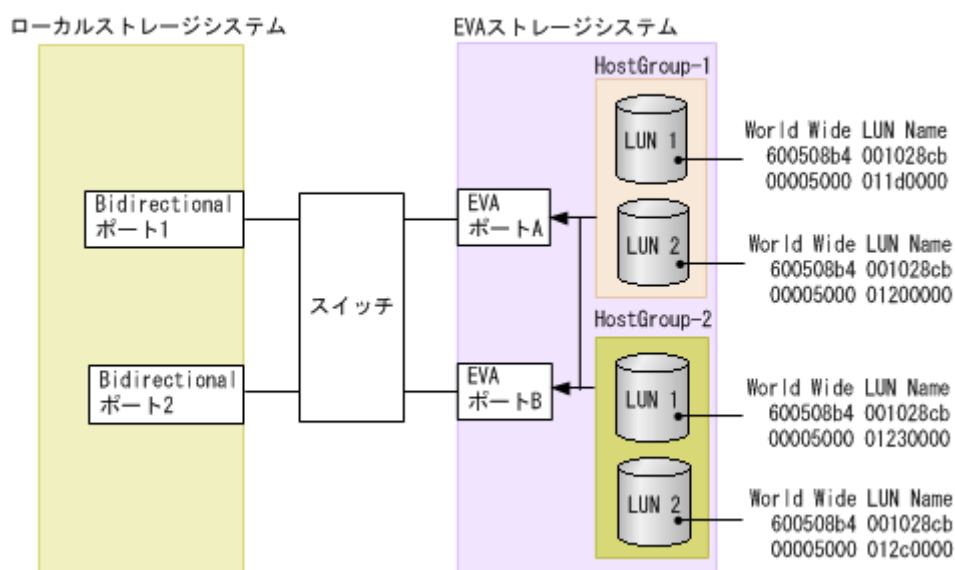 ローカルストレージシステム
EVAストレージシステム
HostGroup-1
LUN 1
World Wide LUN Name
600508b4 001028cb
00005000 011d0000
Bidirectional
ポート1
EVA
ポートA
LUN 2
World Wide LUN Name
600508b4 001028cb
00005000 01200000
スイッチ
HostGroup-2
Bidirectional
ポート2
EVA
ポートB
LUN 1
World Wide LUN Name
600508b4 001028cb
00005000 01230000
LUN 2
World Wide LUN Name
600508b4 001028cb
00005000 012c0000